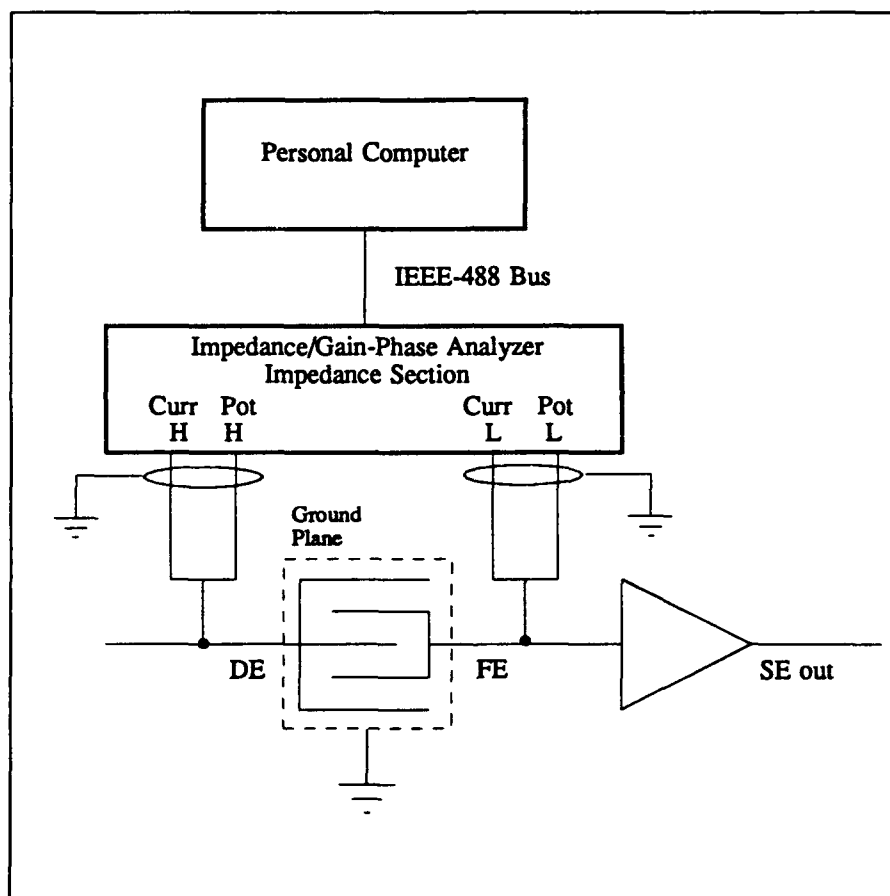 Personal Computer
IEEE-488 Bus
Impedance/Gain-Phase Analyzer
Impedance Section
Curr Pot
H H
Curr Pot
L L
Ground
Plane
DE
FE
SE out